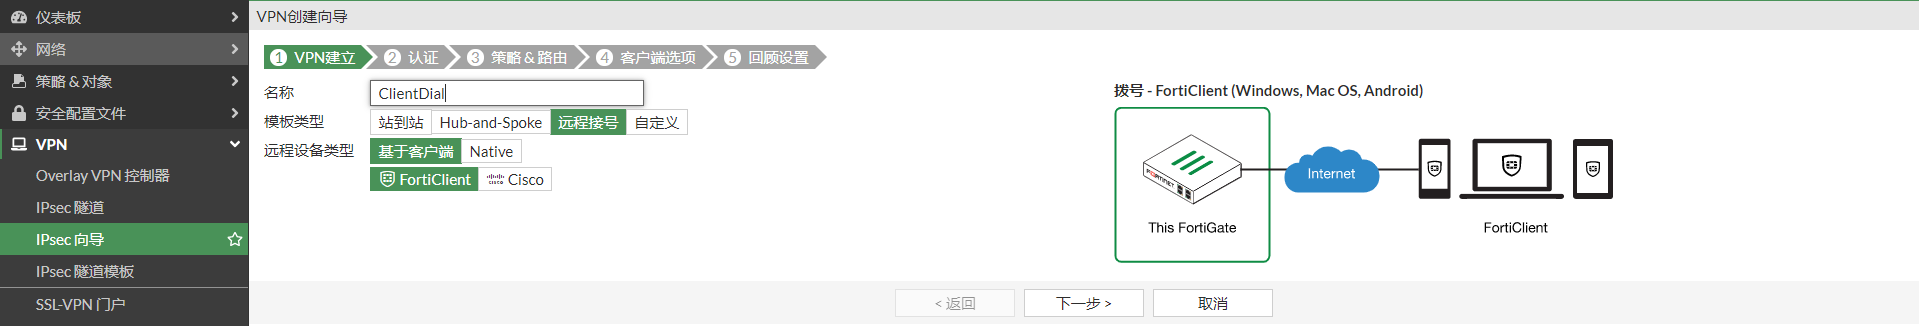 仪表板
网络
策略 & 对象
安全配置文件
VPN
Overlay VPN 控制器
IPsec 隧道
IPsec 向导
IPsec 隧道模板
SSL-VPN 门户
VPN创建向导
1 VPN建立 2 认证 3 策略 & 路由 4 客户端选项 5 回顾设置
名称 ClientDial
模板类型 站到站 Hub-and-Spoke 远程接号 自定义
远程设备类型 基于客户端 Native
FortiClient CISCO Cisco
拨号 - FortiClient (Windows, Mac OS, Android)
FORTINET
Internet
This FortiGate
FortiClient
< 返回 下一步 > 取消